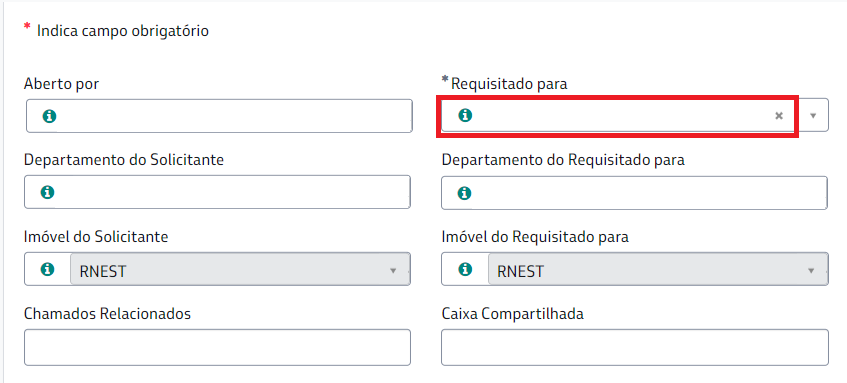 * Indica campo obrigatório
Aberto por
*Requisitado para
Departamento do Solicitante
Departamento do Requisitado para
Imóvel do Solicitante
Imóvel do Requisitado para
RNEST
RNEST
Chamados Relacionados
Caixa Compartilhada